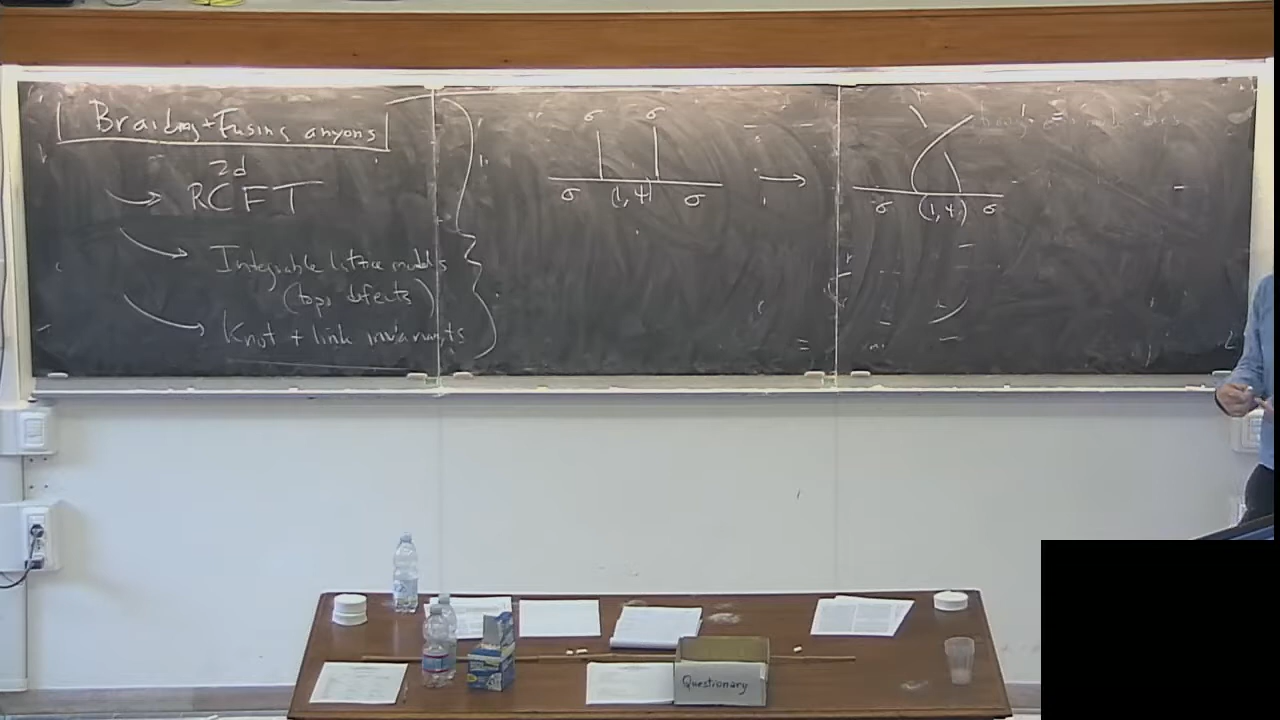 Braiding + Fusing anyons
2d
→ RCFT
→ Integrable lattice models
(topo defects)
→ Knot + link invariants
σ σ
σ (1, ψ) σ
→
σ (1, ψ) σ
=
Questionary